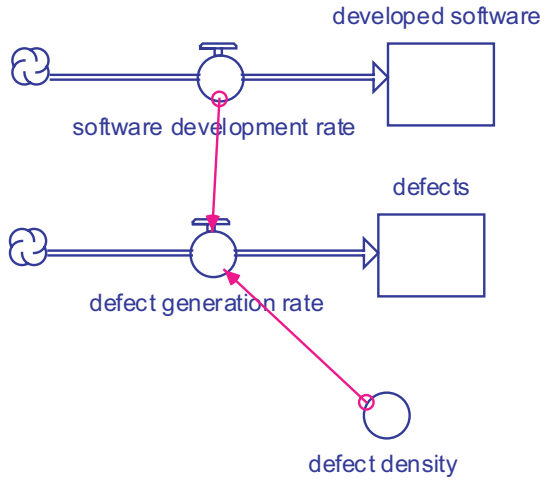 developed software
software development rate
defects
defect generation rate
defect density